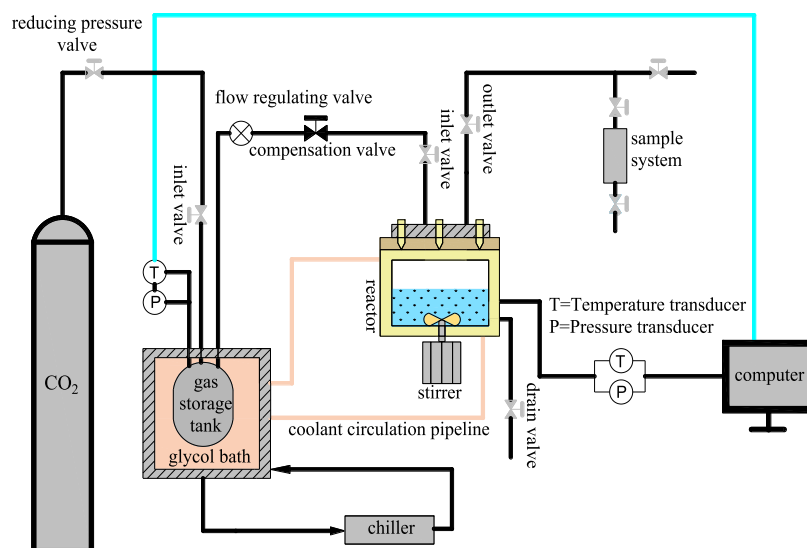 reducing pressure
valve
flow regulating valve
compensation valve
inlet valve
inlet valve
outlet valve
sample
system
T
P
reactor
T=Temperature transducer
P=Pressure transducer
T
P
computer
CO₂
gas
storage
tank
glycol bath
stirrer
drain valve
coolant circulation pipeline
chiller